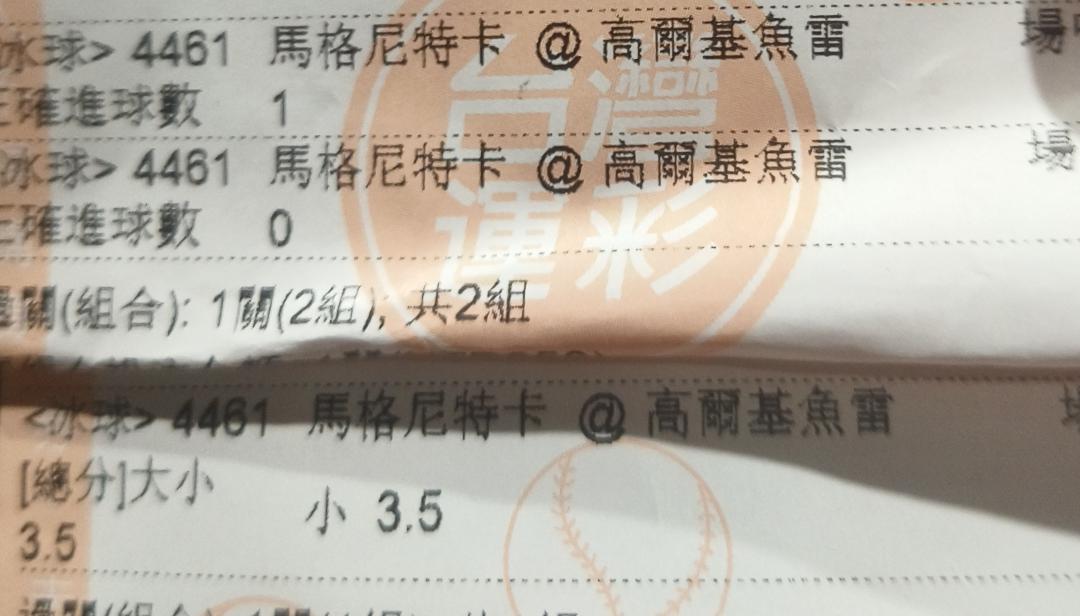 冰球> 4461 馬格尼特卡 @ 高爾基魚雷 場
正確進球數 1
冰球> 4461 馬格尼特卡 @ 高爾基魚雷 場
正確進球數 0
過關(組合): 1關(2組); 共2組
<冰球> 4461 馬格尼特卡 @ 高爾基魚雷
[總分]大小
小 3.5
3.5
台灣
運彩